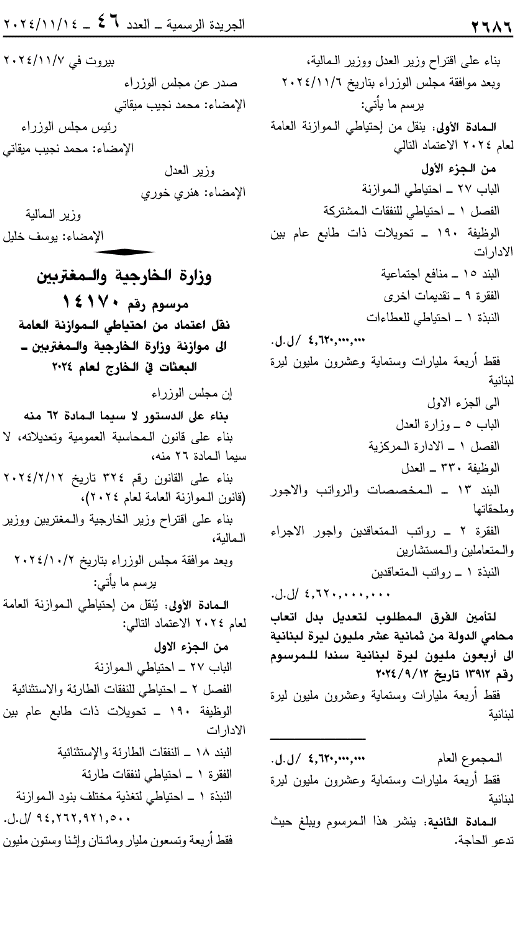 ٢٦٨٦
الجريدة الرسمية – العدد ٤٦ – ٢٠٢٤/١١/١٤
بناء على اقتراح وزير العدل ووزير المالية،
وبعد موافقة مجلس الوزراء بتاريخ ٢٠٢٤/١١/٦
يرسم ما يأتي:
المادة الأولى: ينقل من إحتياطي الموازنة العامة
لعام ٢٠٢٤ الاعتماد التالي
من الجزء الأول
الباب ٢٧ – احتياطي الموازنة
الفصل ١ – احتياطي للنفقات المشتركة
الوظيفة ١٩٠ – تحويلات ذات طابع عام بين
الادارات
البند ١٥ – منافع اجتماعية
الفقرة ٩ – تقديمات اخرى
النبذة ١ – احتياطي للعطاءات
٤,٦٢٠,٠٠٠,٠٠٠ /ل.ل.
فقط أربعة مليارات وستماية وعشرون مليون ليرة
لبنانية
الى الجزء الاول
الباب ٥ – وزارة العدل
الفصل ١ – الادارة المركزية
الوظيفة ٣٣٠ – العدل
البند ١٣ – المخصصات والرواتب والاجور
وملحقاتها
الفقرة ٢ – رواتب المتعاقدين واجور الاجراء
والمتعاملين والمستشارين
النبذة ١ – رواتب المتعاقدين
٤,٦٢٠,٠٠٠,٠٠٠ /ل.ل.
لتأمين الفرق المطلوب لتعديل بدل اتعاب
محامي الدولة من ثمانية عشر مليون ليرة لبنانية
الى أربعون مليون ليرة لبنانية سندا للمرسوم
رقم ١٣٩١٢ تاريخ ٢٠٢٤/٩/١٢
فقط أربعة مليارات وستماية وعشرون مليون ليرة
لبنانية
المجموع العام ٤,٦٢٠,٠٠٠,٠٠٠ /ل.ل.
فقط أربعة مليارات وستماية وعشرون مليون ليرة
لبنانية
المادة الثانية: ينشر هذا المرسوم ويبلغ حيث
تدعو الحاجة.
بيروت في ٢٠٢٤/١١/٧
صدر عن مجلس الوزراء
الإمضاء: محمد نجيب ميقاتي
رئيس مجلس الوزراء
الإمضاء: محمد نجيب ميقاتي
وزير العدل
الإمضاء: هنري خوري
وزير المالية
الإمضاء: يوسف خليل
وزارة الخارجية والمغتربين
مرسوم رقم ١٤١٧٠
نقل اعتماد من احتياطي الموازنة العامة
الى موازنة وزارة الخارجية والمغتربين –
البعثات في الخارج لعام ٢٠٢٤
إن مجلس الوزراء
بناء على الدستور لا سيما المادة ٦٢ منه
بناء على قانون المحاسبة العمومية وتعديلاته، لا
سيما المادة ٢٦ منه،
بناء على القانون رقم ٣٢٤ تاريخ ٢٠٢٤/٢/١٢
(قانون الموازنة العامة لعام ٢٠٢٤)،
بناء على اقتراح وزير الخارجية والمغتربين ووزير
المالية،
وبعد موافقة مجلس الوزراء بتاريخ ٢٠٢٤/١٠/٢
يرسم ما يأتي:
المادة الأولى: يُنقل من إحتياطي الموازنة العامة
لعام ٢٠٢٤ الاعتماد التالي:
من الجزء الاول
الباب ٢٧ – احتياطي الموازنة
الفصل ٢ – احتياطي للنفقات الطارئة والاستثنائية
الوظيفة ١٩٠ – تحويلات ذات طابع عام بين
الادارات
البند ١٨ – النفقات الطارئة والإستثنائية
الفقرة ١ – احتياطي لنفقات طارئة
النبذة ١ – احتياطي لتغذية مختلف بنود الموازنة
٩٤,٢٦٢,٩٢١,٥٠٠ /ل.ل.
فقط أربعة وتسعون مليار ومائتان وإثنا وستون مليون